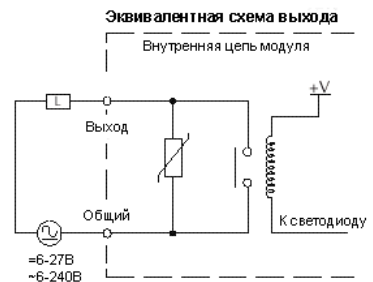 Эквивалентная схема выхода
Внутренняя цепь модуля
+V
L
Выход
Общий
К светодиоду
=6-27В
~6-240В